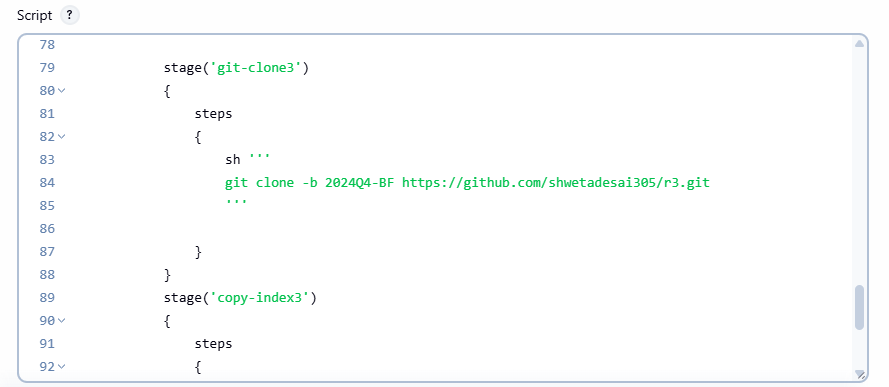 Script ?
78
79 stage('git-clone3')
80 {
81 steps
82 {
83 sh '''
84 git clone -b 2024Q4-BF https://github.com/shwetadesai305/r3.git
85 '''
86
87 }
88 }
89 stage('copy-index3')
90 {
91 steps
92 {